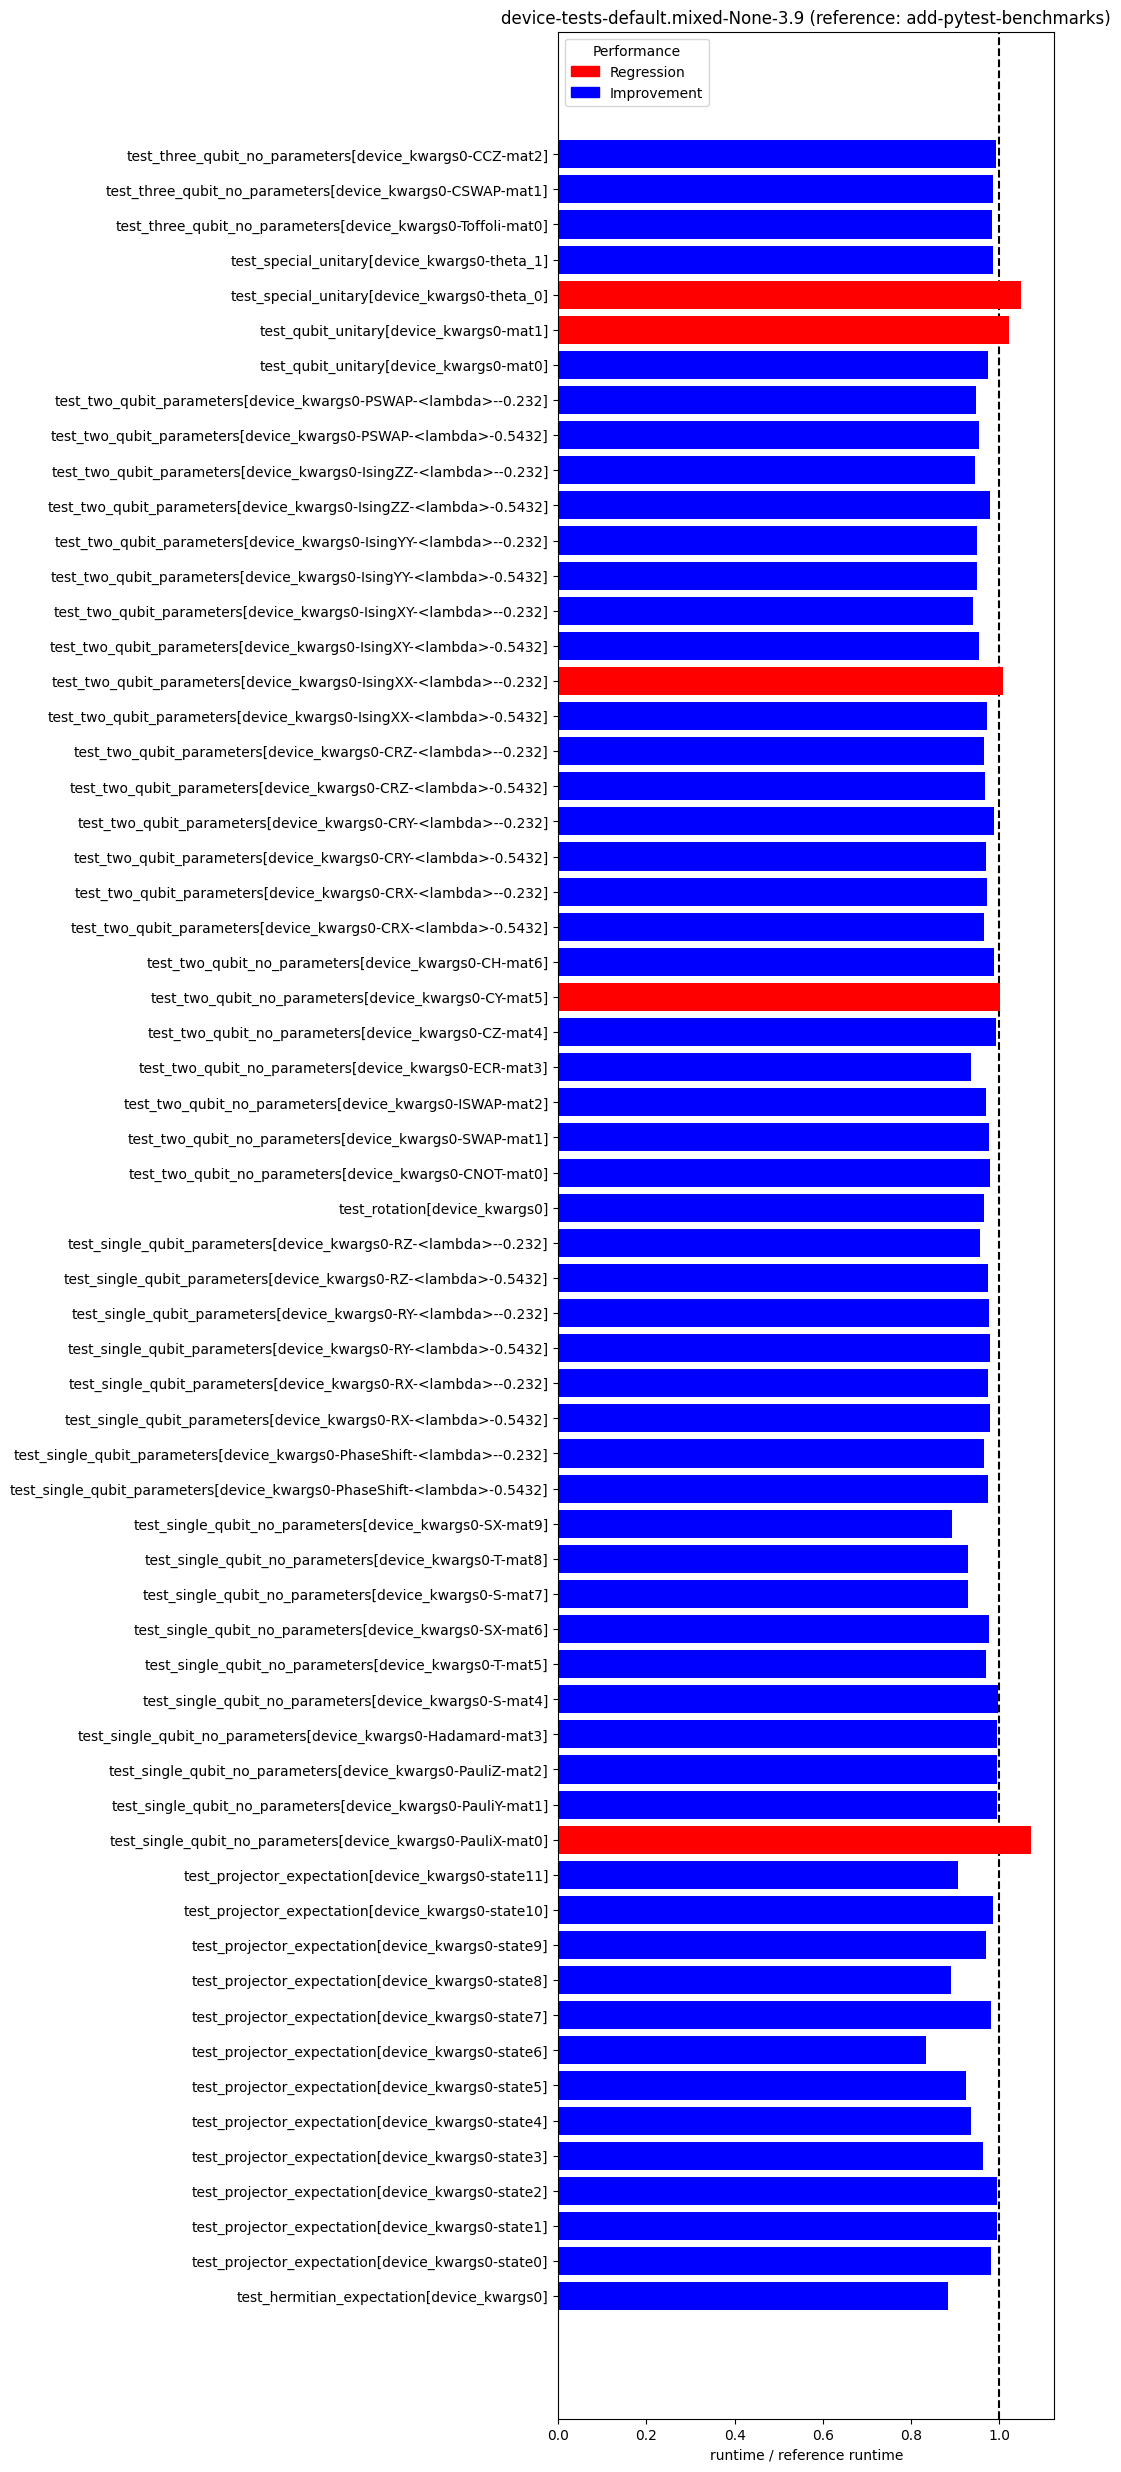 device-tests-default.mixed-None-3.9 (reference: add-pytest-benchmarks)
Performance
Regression
Improvement
test_three_qubit_no_parameters[device_kwargs0-CCZ-mat2]
test_three_qubit_no_parameters[device_kwargs0-CSWAP-mat1]
test_three_qubit_no_parameters[device_kwargs0-Toffoli-mat0]
test_special_unitary[device_kwargs0-theta_1]
test_special_unitary[device_kwargs0-theta_0]
test_qubit_unitary[device_kwargs0-mat1]
test_qubit_unitary[device_kwargs0-mat0]
test_two_qubit_parameters[device_kwargs0-PSWAP-<lambda>--0.232]
test_two_qubit_parameters[device_kwargs0-PSWAP-<lambda>-0.5432]
test_two_qubit_parameters[device_kwargs0-IsingZZ-<lambda>--0.232]
test_two_qubit_parameters[device_kwargs0-IsingZZ-<lambda>-0.5432]
test_two_qubit_parameters[device_kwargs0-IsingYY-<lambda>--0.232]
test_two_qubit_parameters[device_kwargs0-IsingYY-<lambda>-0.5432]
test_two_qubit_parameters[device_kwargs0-IsingXY-<lambda>--0.232]
test_two_qubit_parameters[device_kwargs0-IsingXY-<lambda>-0.5432]
test_two_qubit_parameters[device_kwargs0-IsingXX-<lambda>--0.232]
test_two_qubit_parameters[device_kwargs0-IsingXX-<lambda>-0.5432]
test_two_qubit_parameters[device_kwargs0-CRZ-<lambda>--0.232]
test_two_qubit_parameters[device_kwargs0-CRZ-<lambda>-0.5432]
test_two_qubit_parameters[device_kwargs0-CRY-<lambda>--0.232]
test_two_qubit_parameters[device_kwargs0-CRY-<lambda>-0.5432]
test_two_qubit_parameters[device_kwargs0-CRX-<lambda>--0.232]
test_two_qubit_parameters[device_kwargs0-CRX-<lambda>-0.5432]
test_two_qubit_no_parameters[device_kwargs0-CH-mat6]
test_two_qubit_no_parameters[device_kwargs0-CY-mat5]
test_two_qubit_no_parameters[device_kwargs0-CZ-mat4]
test_two_qubit_no_parameters[device_kwargs0-ECR-mat3]
test_two_qubit_no_parameters[device_kwargs0-ISWAP-mat2]
test_two_qubit_no_parameters[device_kwargs0-SWAP-mat1]
test_two_qubit_no_parameters[device_kwargs0-CNOT-mat0]
test_rotation[device_kwargs0]
test_single_qubit_parameters[device_kwargs0-RZ-<lambda>--0.232]
test_single_qubit_parameters[device_kwargs0-RZ-<lambda>-0.5432]
test_single_qubit_parameters[device_kwargs0-RY-<lambda>--0.232]
test_single_qubit_parameters[device_kwargs0-RY-<lambda>-0.5432]
test_single_qubit_parameters[device_kwargs0-RX-<lambda>--0.232]
test_single_qubit_parameters[device_kwargs0-RX-<lambda>-0.5432]
test_single_qubit_parameters[device_kwargs0-PhaseShift-<lambda>--0.232]
test_single_qubit_parameters[device_kwargs0-PhaseShift-<lambda>-0.5432]
test_single_qubit_no_parameters[device_kwargs0-SX-mat9]
test_single_qubit_no_parameters[device_kwargs0-T-mat8]
test_single_qubit_no_parameters[device_kwargs0-S-mat7]
test_single_qubit_no_parameters[device_kwargs0-SX-mat6]
test_single_qubit_no_parameters[device_kwargs0-T-mat5]
test_single_qubit_no_parameters[device_kwargs0-S-mat4]
test_single_qubit_no_parameters[device_kwargs0-Hadamard-mat3]
test_single_qubit_no_parameters[device_kwargs0-PauliZ-mat2]
test_single_qubit_no_parameters[device_kwargs0-PauliY-mat1]
test_single_qubit_no_parameters[device_kwargs0-PauliX-mat0]
test_projector_expectation[device_kwargs0-state11]
test_projector_expectation[device_kwargs0-state10]
test_projector_expectation[device_kwargs0-state9]
test_projector_expectation[device_kwargs0-state8]
test_projector_expectation[device_kwargs0-state7]
test_projector_expectation[device_kwargs0-state6]
test_projector_expectation[device_kwargs0-state5]
test_projector_expectation[device_kwargs0-state4]
test_projector_expectation[device_kwargs0-state3]
test_projector_expectation[device_kwargs0-state2]
test_projector_expectation[device_kwargs0-state1]
test_projector_expectation[device_kwargs0-state0]
test_hermitian_expectation[device_kwargs0]
0.0 0.2 0.4 0.6 0.8 1.0
runtime / reference runtime